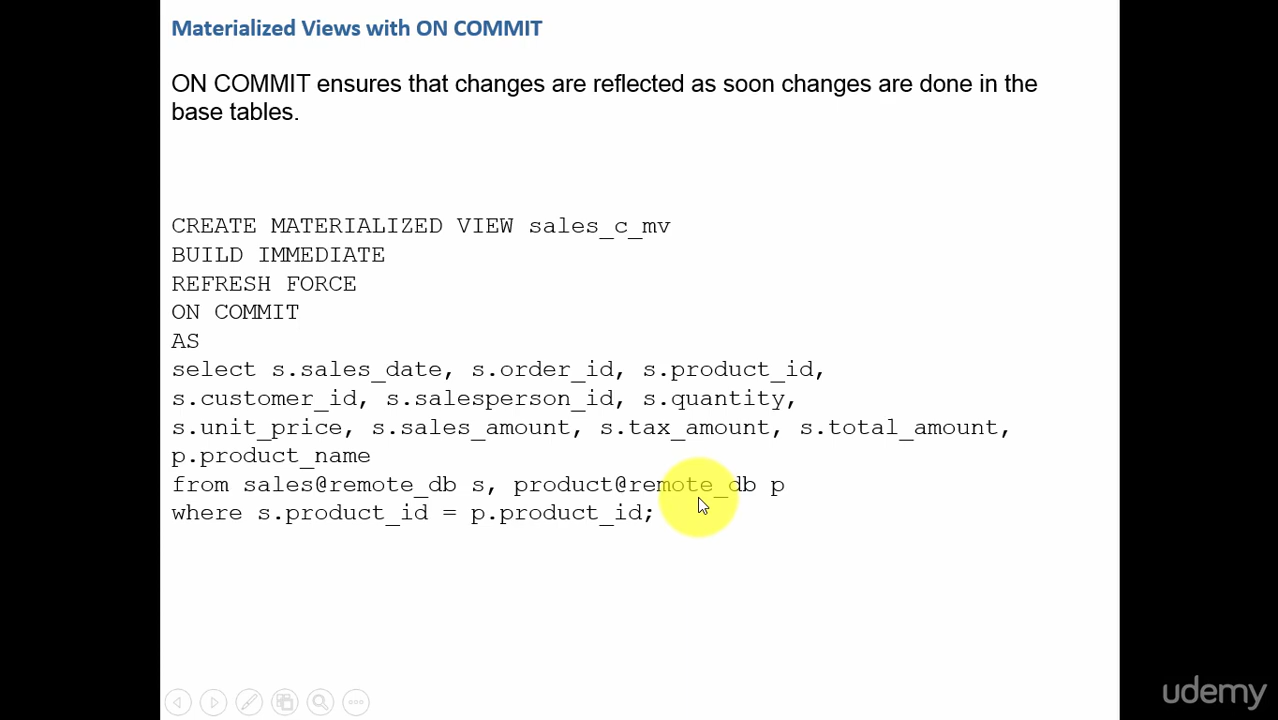 Materialized Views with ON COMMIT
ON COMMIT ensures that changes are reflected as soon changes are done in the
base tables.
CREATE MATERIALIZED VIEW sales_c_mv
BUILD IMMEDIATE
REFRESH FORCE
ON COMMIT
AS
select s.sales_date, s.order_id, s.product_id,
s.customer_id, s.salesperson_id, s.quantity,
s.unit_price, s.sales_amount, s.tax_amount, s.total_amount,
p.product_name
from sales@remote_db s, product@remote_db p
where s.product_id = p.product_id;
udemy